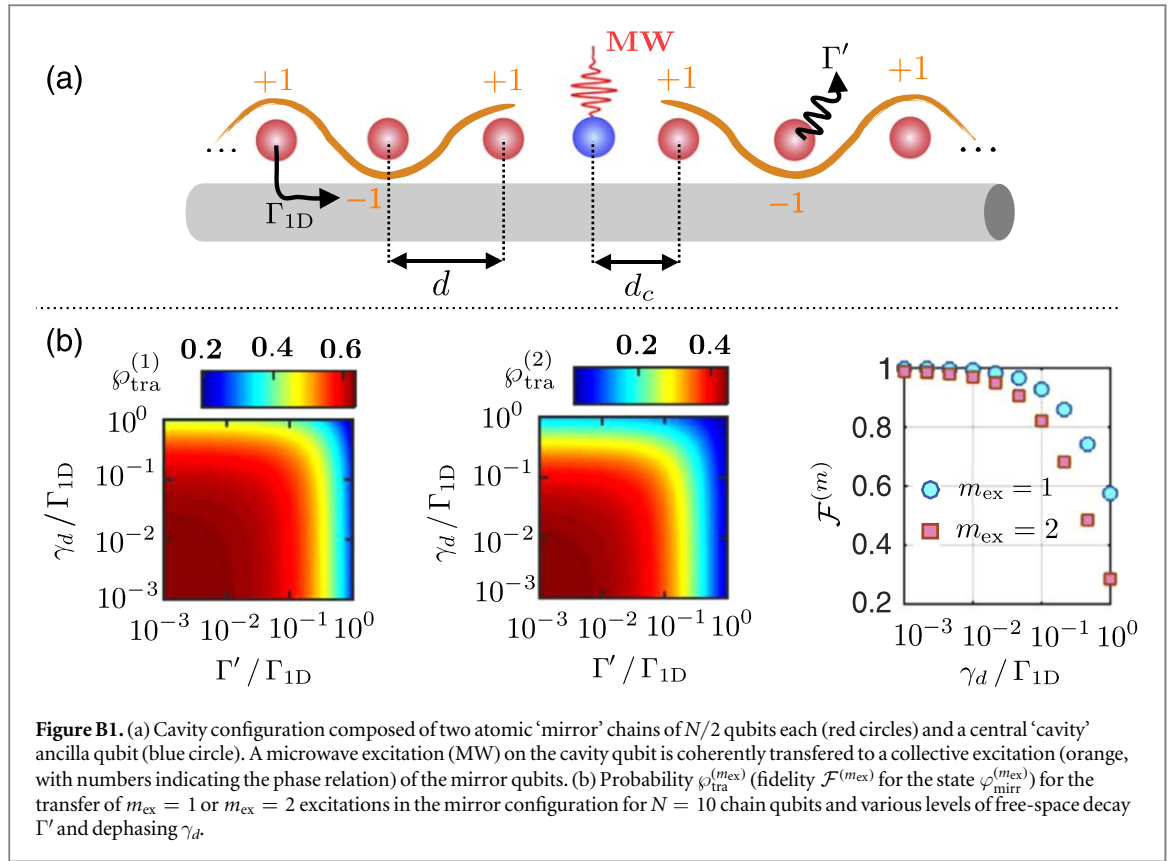 (a)
MW
Γ′
+1 +1 +1 +1
... ...
Γ1D
−1 −1
d dc
(b)
℘tra(1) 0.2 0.4 0.6
℘tra(2) 0.2 0.4
γd / Γ1D
10^0
10^−1
10^−2
10^−3
10^−3 10^−2 10^−1 10^0
Γ′ / Γ1D
γd / Γ1D
10^0
10^−1
10^−2
10^−3
10^−3 10^−2 10^−1 10^0
Γ′ / Γ1D
F(m)
1
0.8
0.6
0.4
0.2
mex = 1
mex = 2
10^−3 10^−2 10^−1 10^0
γd / Γ1D
Figure B1. (a) Cavity configuration composed of two atomic ‘mirror’ chains of N/2 qubits each (red circles) and a central ‘cavity’
ancilla qubit (blue circle). A microwave excitation (MW) on the cavity qubit is coherently transfered to a collective excitation (orange,
with numbers indicating the phase relation) of the mirror qubits. (b) Probability ℘tra(mex) (fidelity F(mex) for the state φmirr(mex)) for the
transfer of mex = 1 or mex = 2 excitations in the mirror configuration for N = 10 chain qubits and various levels of free-space decay
Γ′ and dephasing γd.